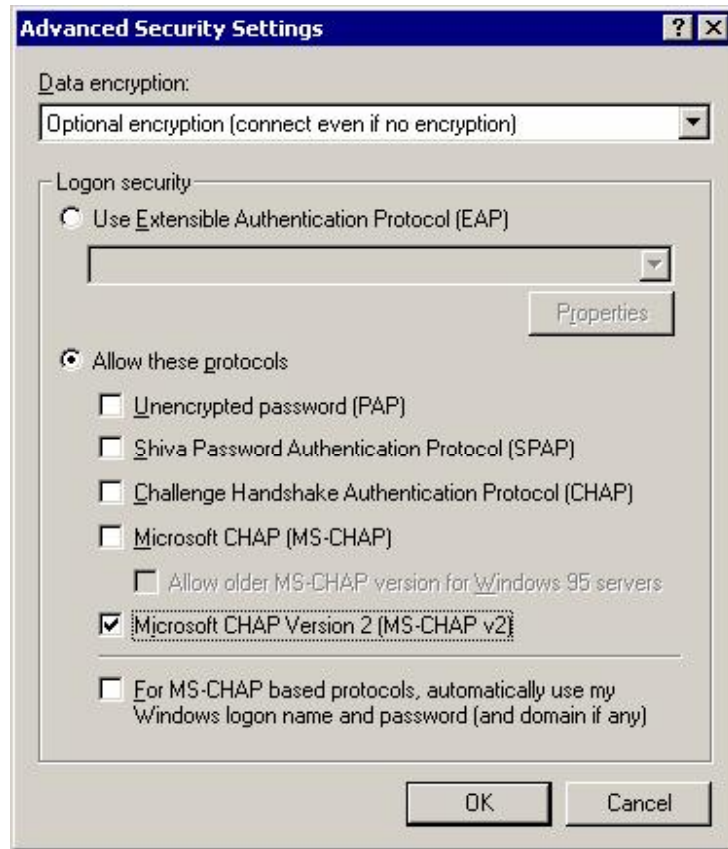 Advanced Security Settings
Data encryption:
Optional encryption (connect even if no encryption)
Logon security
Use Extensible Authentication Protocol (EAP)
Properties
Allow these protocols
Unencrypted password (PAP)
Shiva Password Authentication Protocol (SPAP)
Challenge Handshake Authentication Protocol (CHAP)
Microsoft CHAP (MS-CHAP)
Allow older MS-CHAP version for Windows 95 servers
Microsoft CHAP Version 2 (MS-CHAP v2)
For MS-CHAP based protocols, automatically use my
Windows logon name and password (and domain if any)
OK Cancel